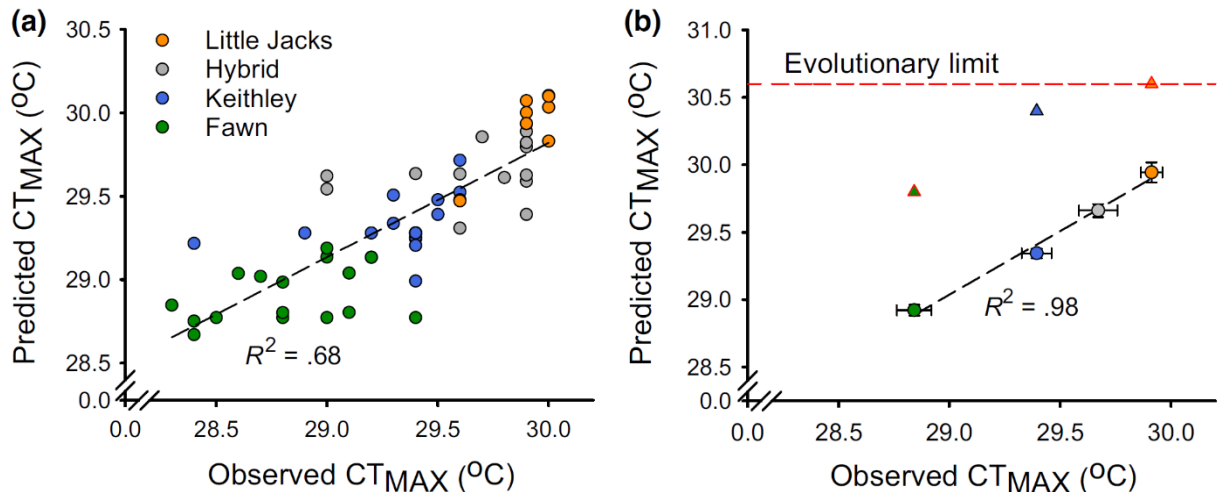 (a)
30.5
30.0
29.5
29.0
28.5
0.0
Predicted CTMAX (ºC)
Little Jacks
Hybrid
Keithley
Fawn
R2 = .68
0.0
28.5
29.0
29.5
30.0
Observed CTMAX (ºC)
(b)
31.0
30.5
30.0
29.5
29.0
28.5
0.0
Predicted CTMAX (ºC)
Evolutionary limit
R2 = .98
0.0
28.5
29.0
29.5
30.0
Observed CTMAX (ºC)